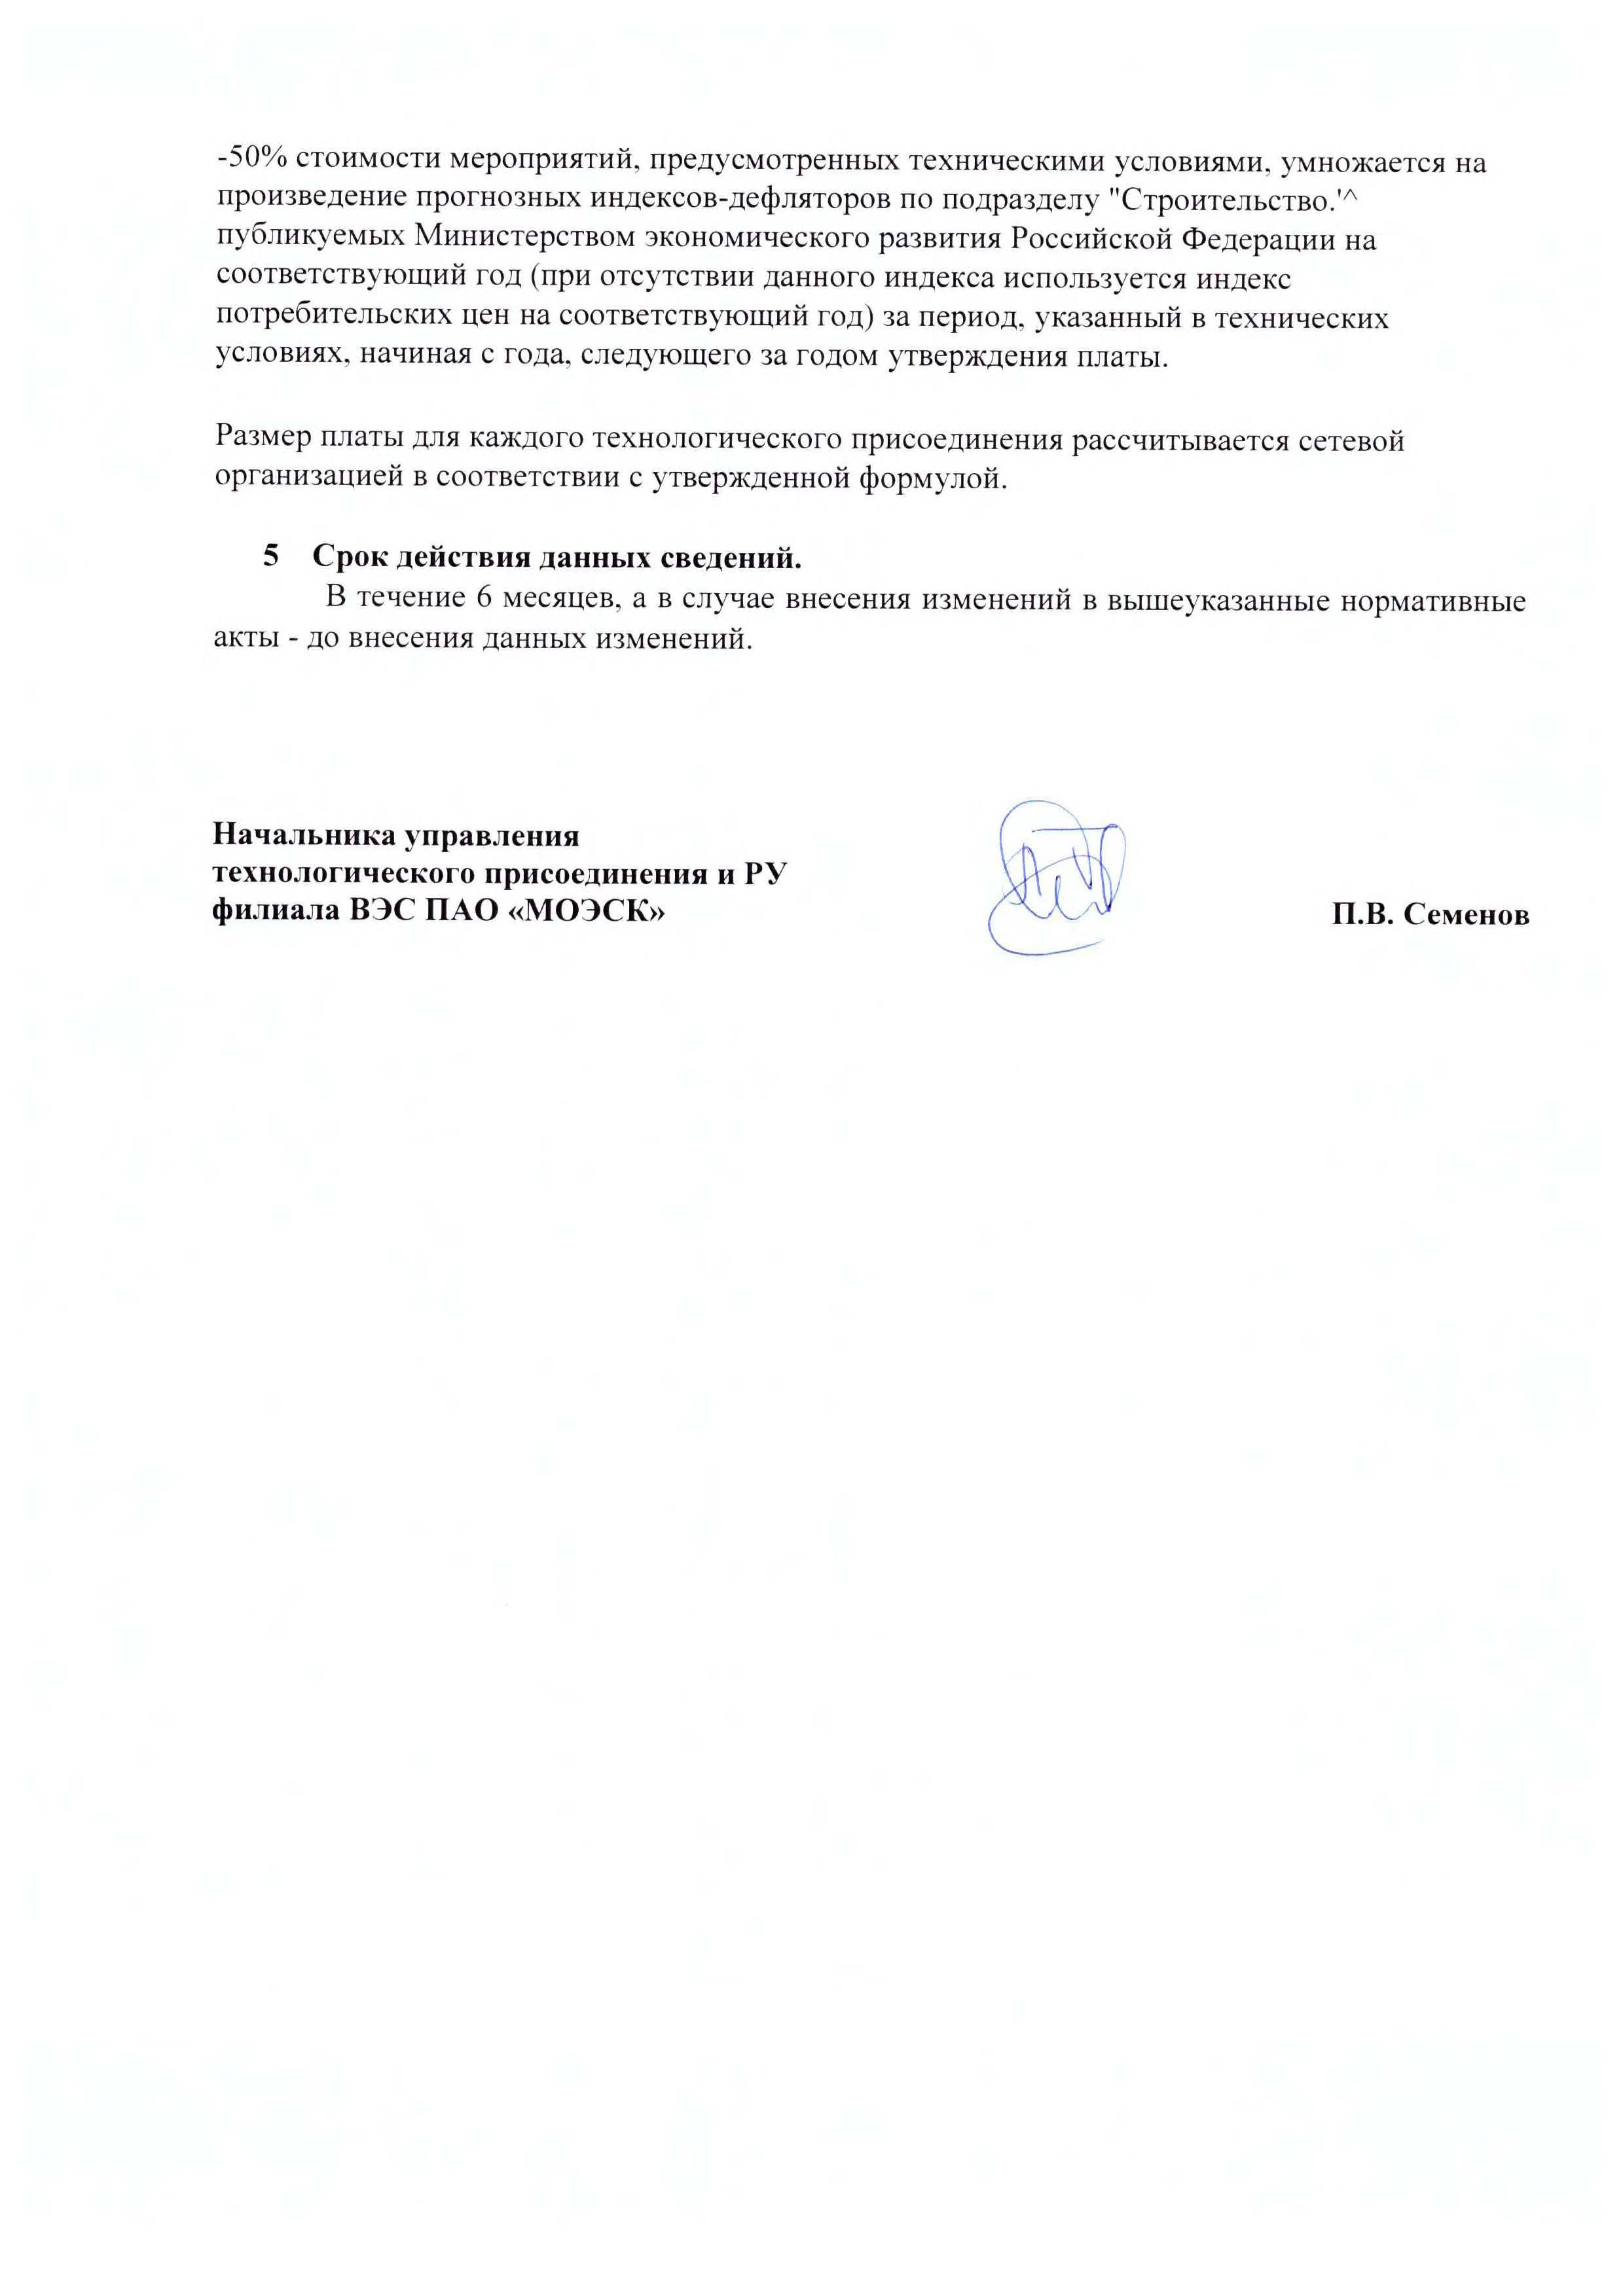 -50% стоимости мероприятий, предусмотренных техническими условиями, умножается на
произведение прогнозных индексов-дефляторов по подразделу "Строительство.'^
публикуемых Министерством экономического развития Российской Федерации на
соответствующий год (при отсутствии данного индекса используется индекс
потребительских цен на соответствующий год) за период, указанный в технических
условиях, начиная с года, следующего за годом утверждения платы.
Размер платы для каждого технологического присоединения рассчитывается сетевой
организацией в соответствии с утвержденной формулой.
5 Срок действия данных сведений.
В течение 6 месяцев, а в случае внесения изменений в вышеуказанные нормативные
акты - до внесения данных изменений.
Начальника управления
технологического присоединения и РУ
филиала ВЭС ПАО «МОЭСК»
П.В. Семенов